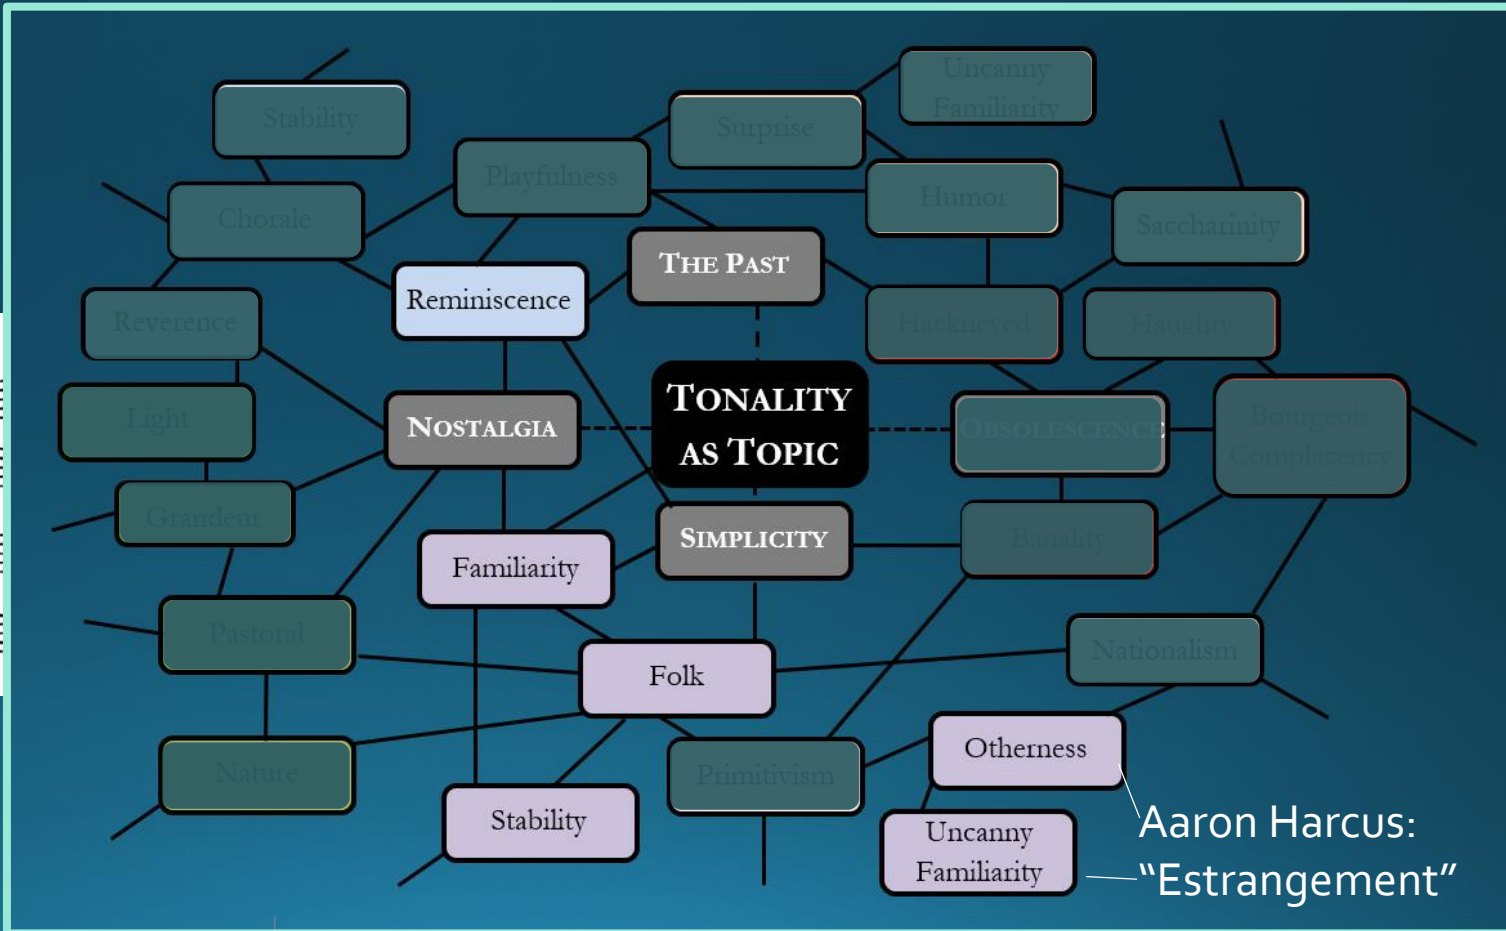 Uncanny
Familiarity
Stability
Surprise
Playfulness
Humor
Chorale
Saccharinity
THE PAST
Reminiscence
Reverence
Hackneyed
Haughty
TONALITY
AS TOPIC
Light
NOSTALGIA
OBSOLESCENCE
Bourgeois
Complacency
Grandeur
SIMPLICITY
Banality
Familiarity
Pastoral
Folk
Nationalism
Otherness
Nature
Primitivism
Stability
Uncanny
Familiarity
Aaron Harcus:
“Estrangement”